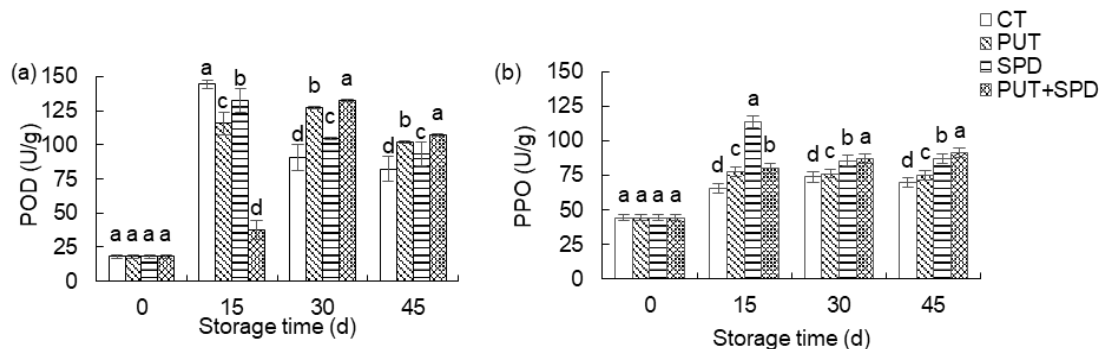 CT
PUT
SPD
PUT+SPD
(a)
POD (U/g)
150
125
100
75
50
25
0
a a a a
a c b d
d b c a
d b c a
0 15 30 45
Storage time (d)
(b)
PPO (U/g)
150
125
100
75
50
25
0
a a a a
d c a b
d c b a
d c b a
0 15 30 45
Storage time (d)